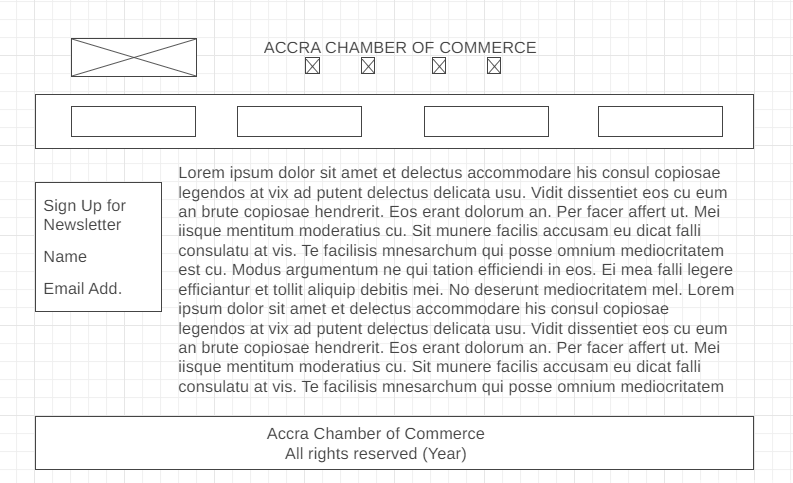 ACCRA CHAMBER OF COMMERCE
Sign Up for
Newsletter
Name
Email Add.
Lorem ipsum dolor sit amet et delectus accommodare his consul copiosae
legendos at vix ad putent delectus delicata usu. Vidit dissentiet eos cu eum
an brute copiosae hendrerit. Eos erant dolorum an. Per facer affert ut. Mei
iisque mentitum moderatius cu. Sit munere facilis accusam eu dicat falli
consulatu at vis. Te facilisis mnesarchum qui posse omnium mediocritatem
est cu. Modus argumentum ne qui tation efficiendi in eos. Ei mea falli legere
efficiantur et tollit aliquip debitis mei. No deserunt mediocritatem mel. Lorem
ipsum dolor sit amet et delectus accommodare his consul copiosae
legendos at vix ad putent delectus delicata usu. Vidit dissentiet eos cu eum
an brute copiosae hendrerit. Eos erant dolorum an. Per facer affert ut. Mei
iisque mentitum moderatius cu. Sit munere facilis accusam eu dicat falli
consulatu at vis. Te facilisis mnesarchum qui posse omnium mediocritatem
Accra Chamber of Commerce
All rights reserved (Year)